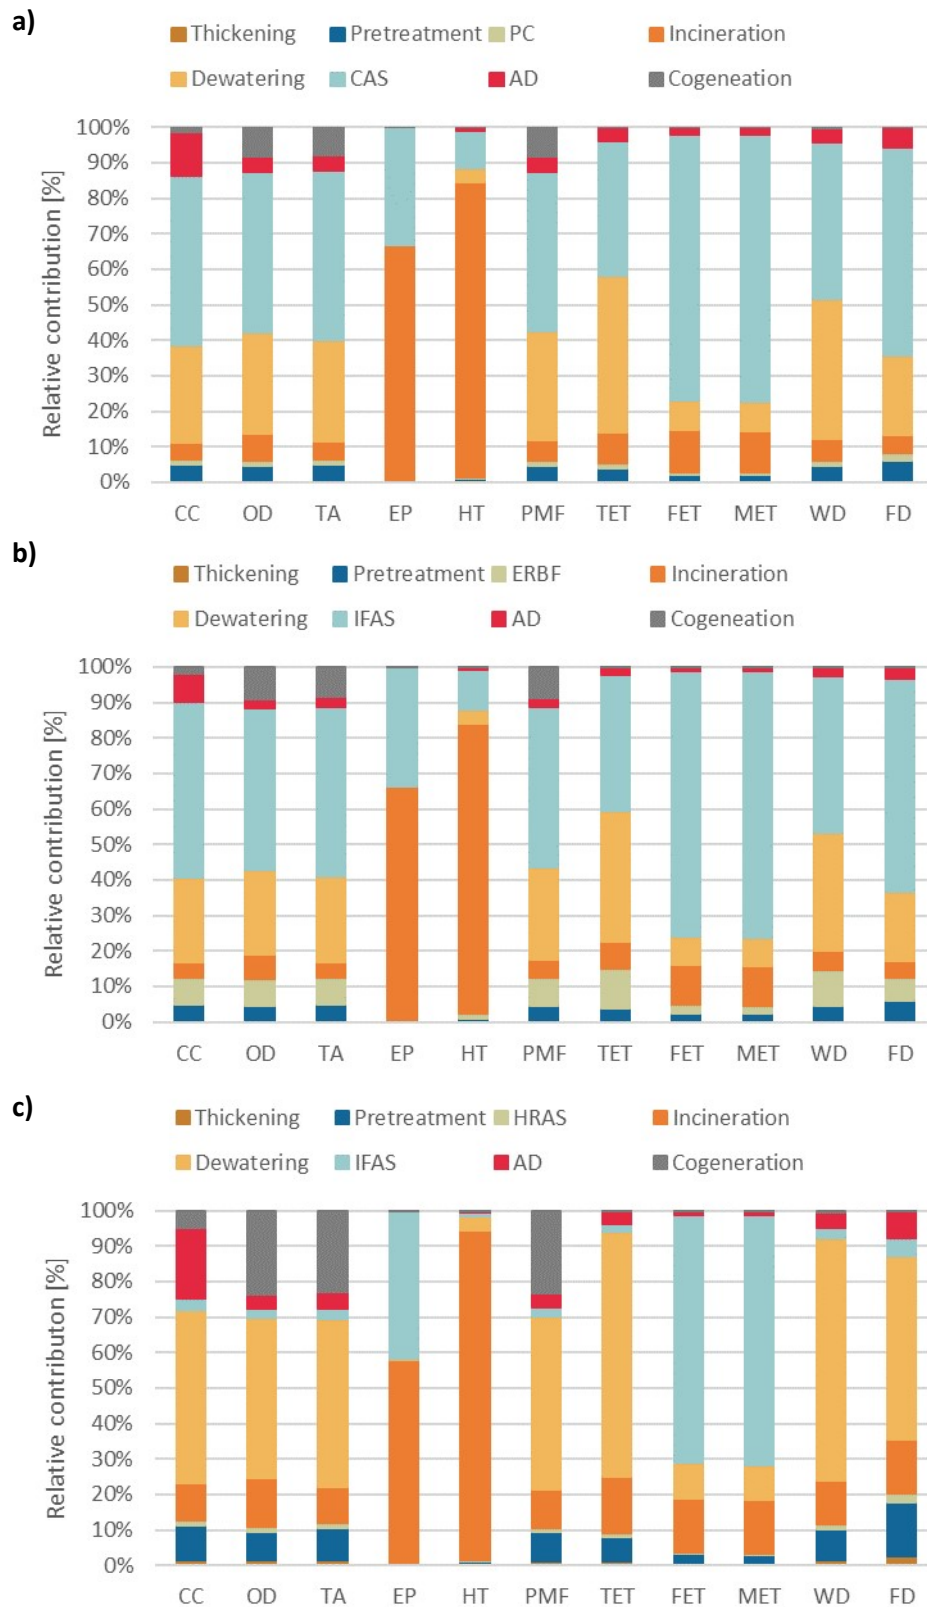 a)
Thickening Pretreatment PC Incineration
Dewatering CAS AD Cogeneation
Relative contribution [%]
100%
90%
80%
70%
60%
50%
40%
30%
20%
10%
0%
CC OD TA EP HT PMF TET FET MET WD FD
b)
Thickening Pretreatment ERBF Incineration
Dewatering IFAS AD Cogeneation
Relative contribution [%]
100%
90%
80%
70%
60%
50%
40%
30%
20%
10%
0%
CC OD TA EP HT PMF TET FET MET WD FD
c)
Thickening Pretreatment HRAS Incineration
Dewatering IFAS AD Cogeneration
Relative contributon [%]
100%
90%
80%
70%
60%
50%
40%
30%
20%
10%
0%
CC OD TA EP HT PMF TET FET MET WD FD